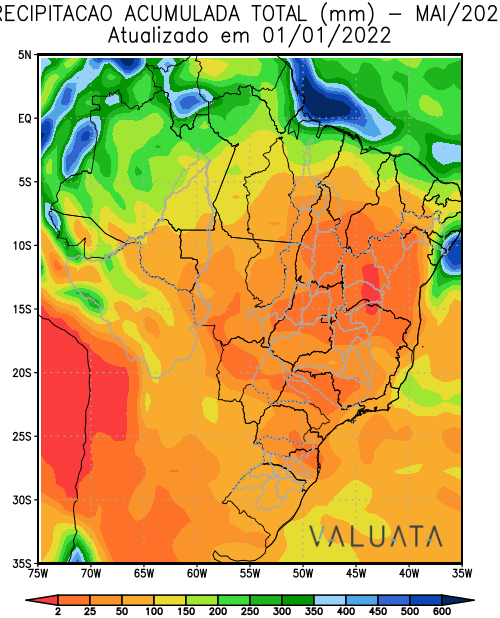 RECIPITACAO ACUMULADA TOTAL (mm) – MAI/202
Atualizado em 01/01/2022
5N
EQ
5S
10S
15S
20S
25S
30S
35S
VALUATA
75W 70W 65W 60W 55W 50W 45W 40W 35W
2 25 50 100 150 200 250 300 350 400 450 500 600